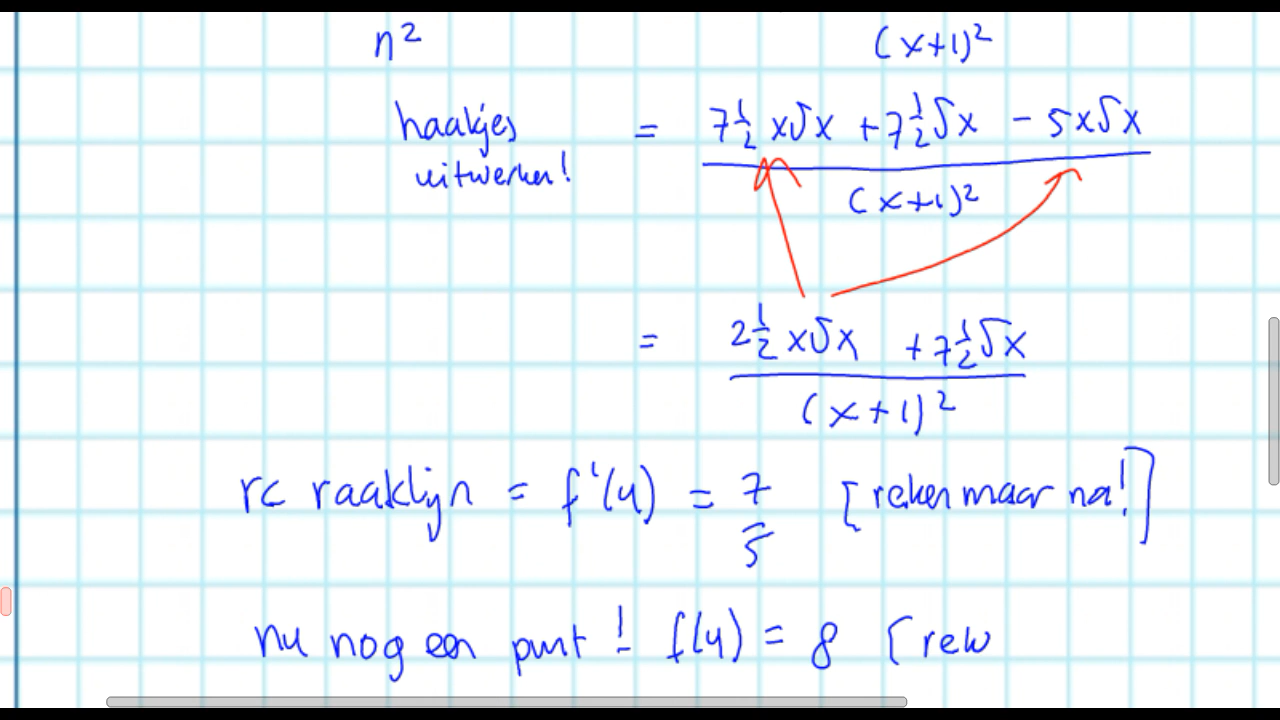 n² (x+1)²
haakjes = 7½ x√x + 7½√x - 5x√x
uitwerken! (x+1)²
= 2½ x√x + 7½√x
(x+1)²
rc raaklijn = f'(4) = 7/5 [reken maar na!]
nu nog een punt! f(4) = 8 [rew